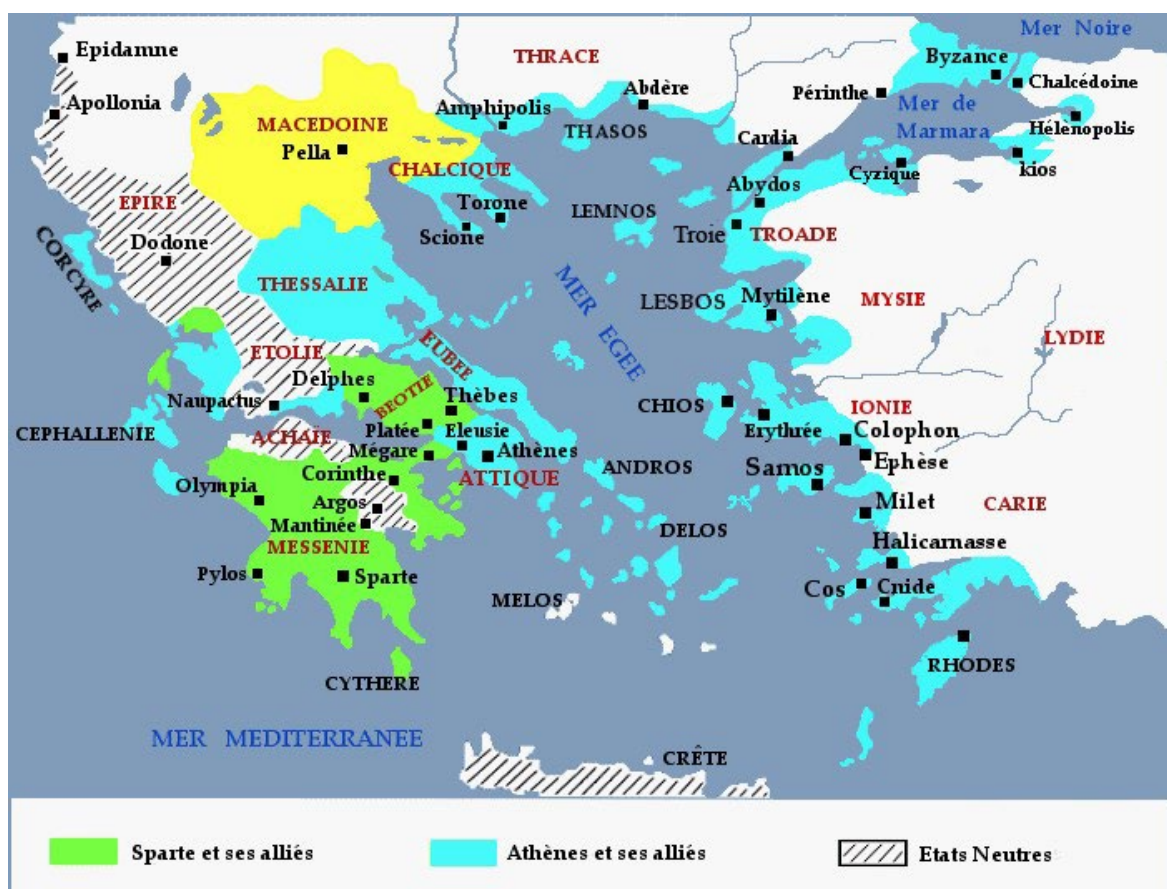 Mer Noire
Epidamne
THRACE
Byzance
Chalcédoine
Apollonia
Amphipolis
Abdère
Périnthe
Mer de
Marmara
Hélènopolis
MACEDOINE
Pella
THASOS
Cardia
CHALCIQUE
Cyzique
kios
EPIRE
Torone
Abydos
LEMNOS
Scione
Troie
TROADE
Dodone
CORCYRE
THESSALIE
MER EGEE
LESBOS
Mytilène
MYSIE
LYDIE
ETOLIE
EUBEE
Delphes
BEOTIE
Thèbes
Naupactus
CHIOS
IONIE
Erythrée
Colophon
CEPHALLENIE
ACHAÏE
Platée
Eleusie
Mégare
Athènes
Ephèse
Corinthe
ATTIQUE
ANDROS
Samos
Olympia
Argos
Milet
CARIE
Mantinée
DELOS
MESSENIE
Halicarnasse
Pylos
Sparte
MELOS
Cos
Cnide
CYTHERE
RHODES
MER MEDITERRANEE
CRÊTE
Sparte et ses alliés
Athènes et ses alliés
Etats Neutres